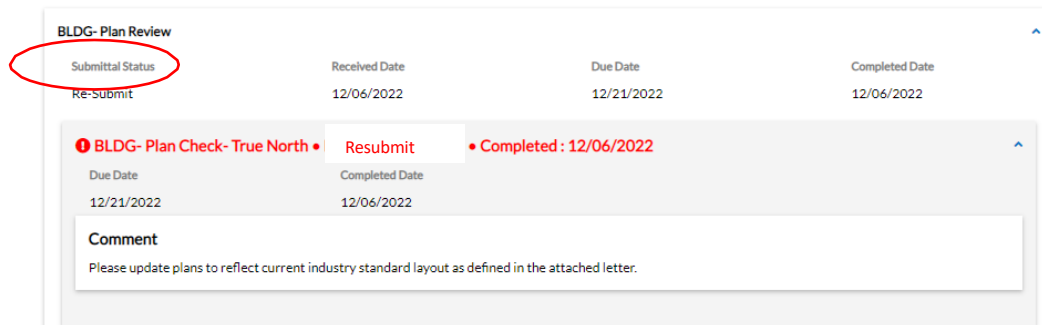 BLDG- Plan Review
Submittal Status Received Date Due Date Completed Date
Re-Submit 12/06/2022 12/21/2022 12/06/2022
BLDG- Plan Check- True North • Resubmit • Completed : 12/06/2022
Due Date Completed Date
12/21/2022 12/06/2022
Comment
Please update plans to reflect current industry standard layout as defined in the attached letter.